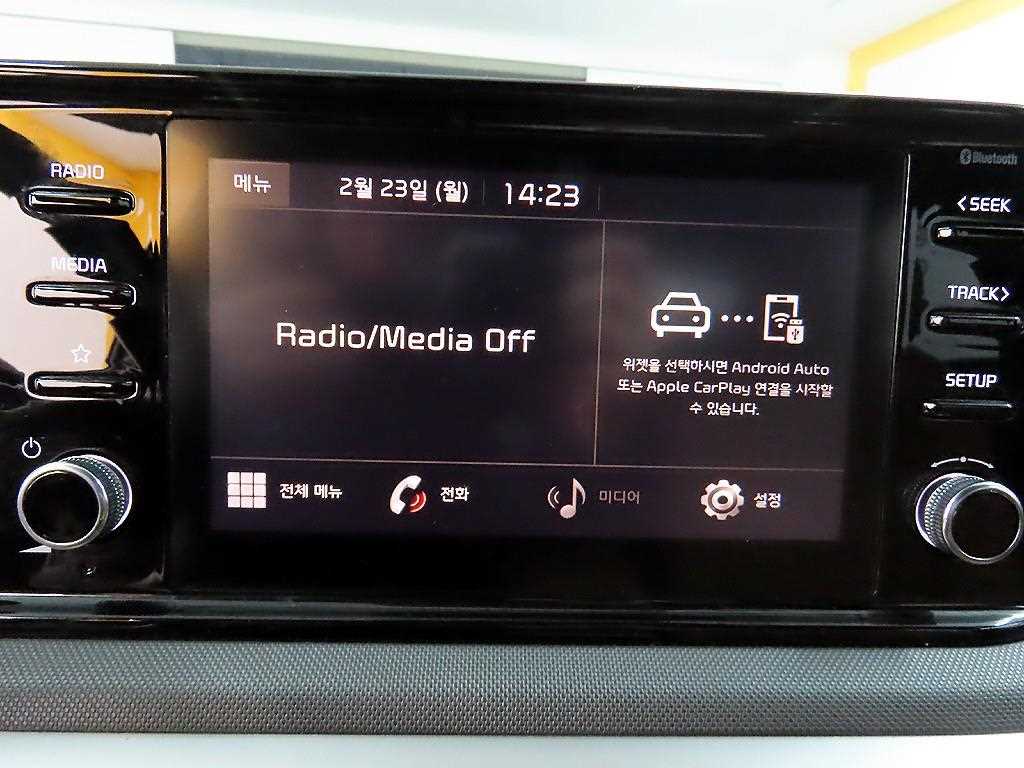 RADIO
MEDIA
메뉴
2월 23일 (월)
14:23
Radio/Media Off
위젯을 선택하시면 Android Auto
또는 Apple CarPlay 연결을 시작할
수 있습니다.
전체 메뉴
전화
미디어
설정
Bluetooth
<SEEK
TRACK>
SETUP